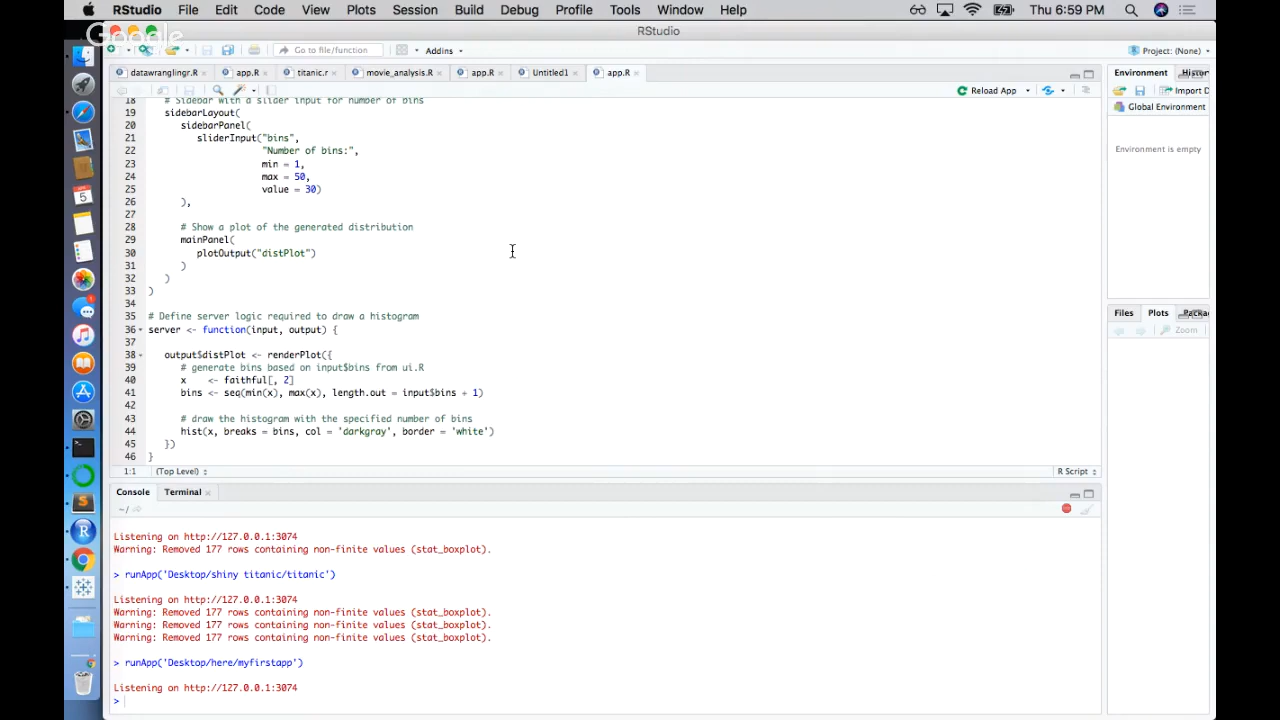 RStudio File Edit Code View Plots Session Build Debug Profile Tools Window Help Thu 6:59 PM
Google
RStudio
Go to file/function Addins Project: (None)
datawranglingr.R app.R titanic.r movie_analysis.R app.R Untitled1 app.R
Environment
Reload App Import D
Global Environment
Environment is empty
18 # Sidebar with a slider input for number of bins
19 sidebarLayout(
20 sidebarPanel(
21 sliderInput("bins",
22 "Number of bins:",
23 min = 1,
24 max = 50,
25 value = 30)
26 ),
27
28 # Show a plot of the generated distribution
29 mainPanel(
30 plotOutput("distPlot")
31 )
32 )
33 )
34
35 # Define server logic required to draw a histogram
36 server <- function(input, output) {
37
38 output$distPlot <- renderPlot({
39 # generate bins based on input$bins from ui.R
40 x <- faithful[, 2]
41 bins <- seq(min(x), max(x), length.out = input$bins + 1)
42
43 # draw the histogram with the specified number of bins
44 hist(x, breaks = bins, col = 'darkgray', border = 'white')
45 })
46 }
1:1 (Top Level) R Script
Files Plots
Zoom
Console Terminal
~/
Listening on http://127.0.0.1:3074
Warning: Removed 177 rows containing non-finite values (stat_boxplot).
> runApp('Desktop/shiny titanic/titanic')
Listening on http://127.0.0.1:3074
Warning: Removed 177 rows containing non-finite values (stat_boxplot).
Warning: Removed 177 rows containing non-finite values (stat_boxplot).
Warning: Removed 177 rows containing non-finite values (stat_boxplot).
> runApp('Desktop/here/myfirstapp')
Listening on http://127.0.0.1:3074
>
5